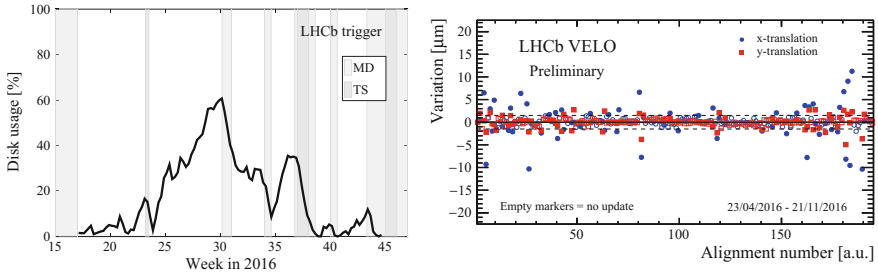 LHCb trigger
MD
TS
Disk usage [%]
100
80
60
40
20
0
15 20 25 30 35 40 45
Week in 2016
LHCb VELO
Preliminary
x-translation
y-translation
Variation [μm]
20
15
10
5
0
−5
−10
−15
−20
Empty markers = no update
23/04/2016 - 21/11/2016
50 100 150
Alignment number [a.u.]